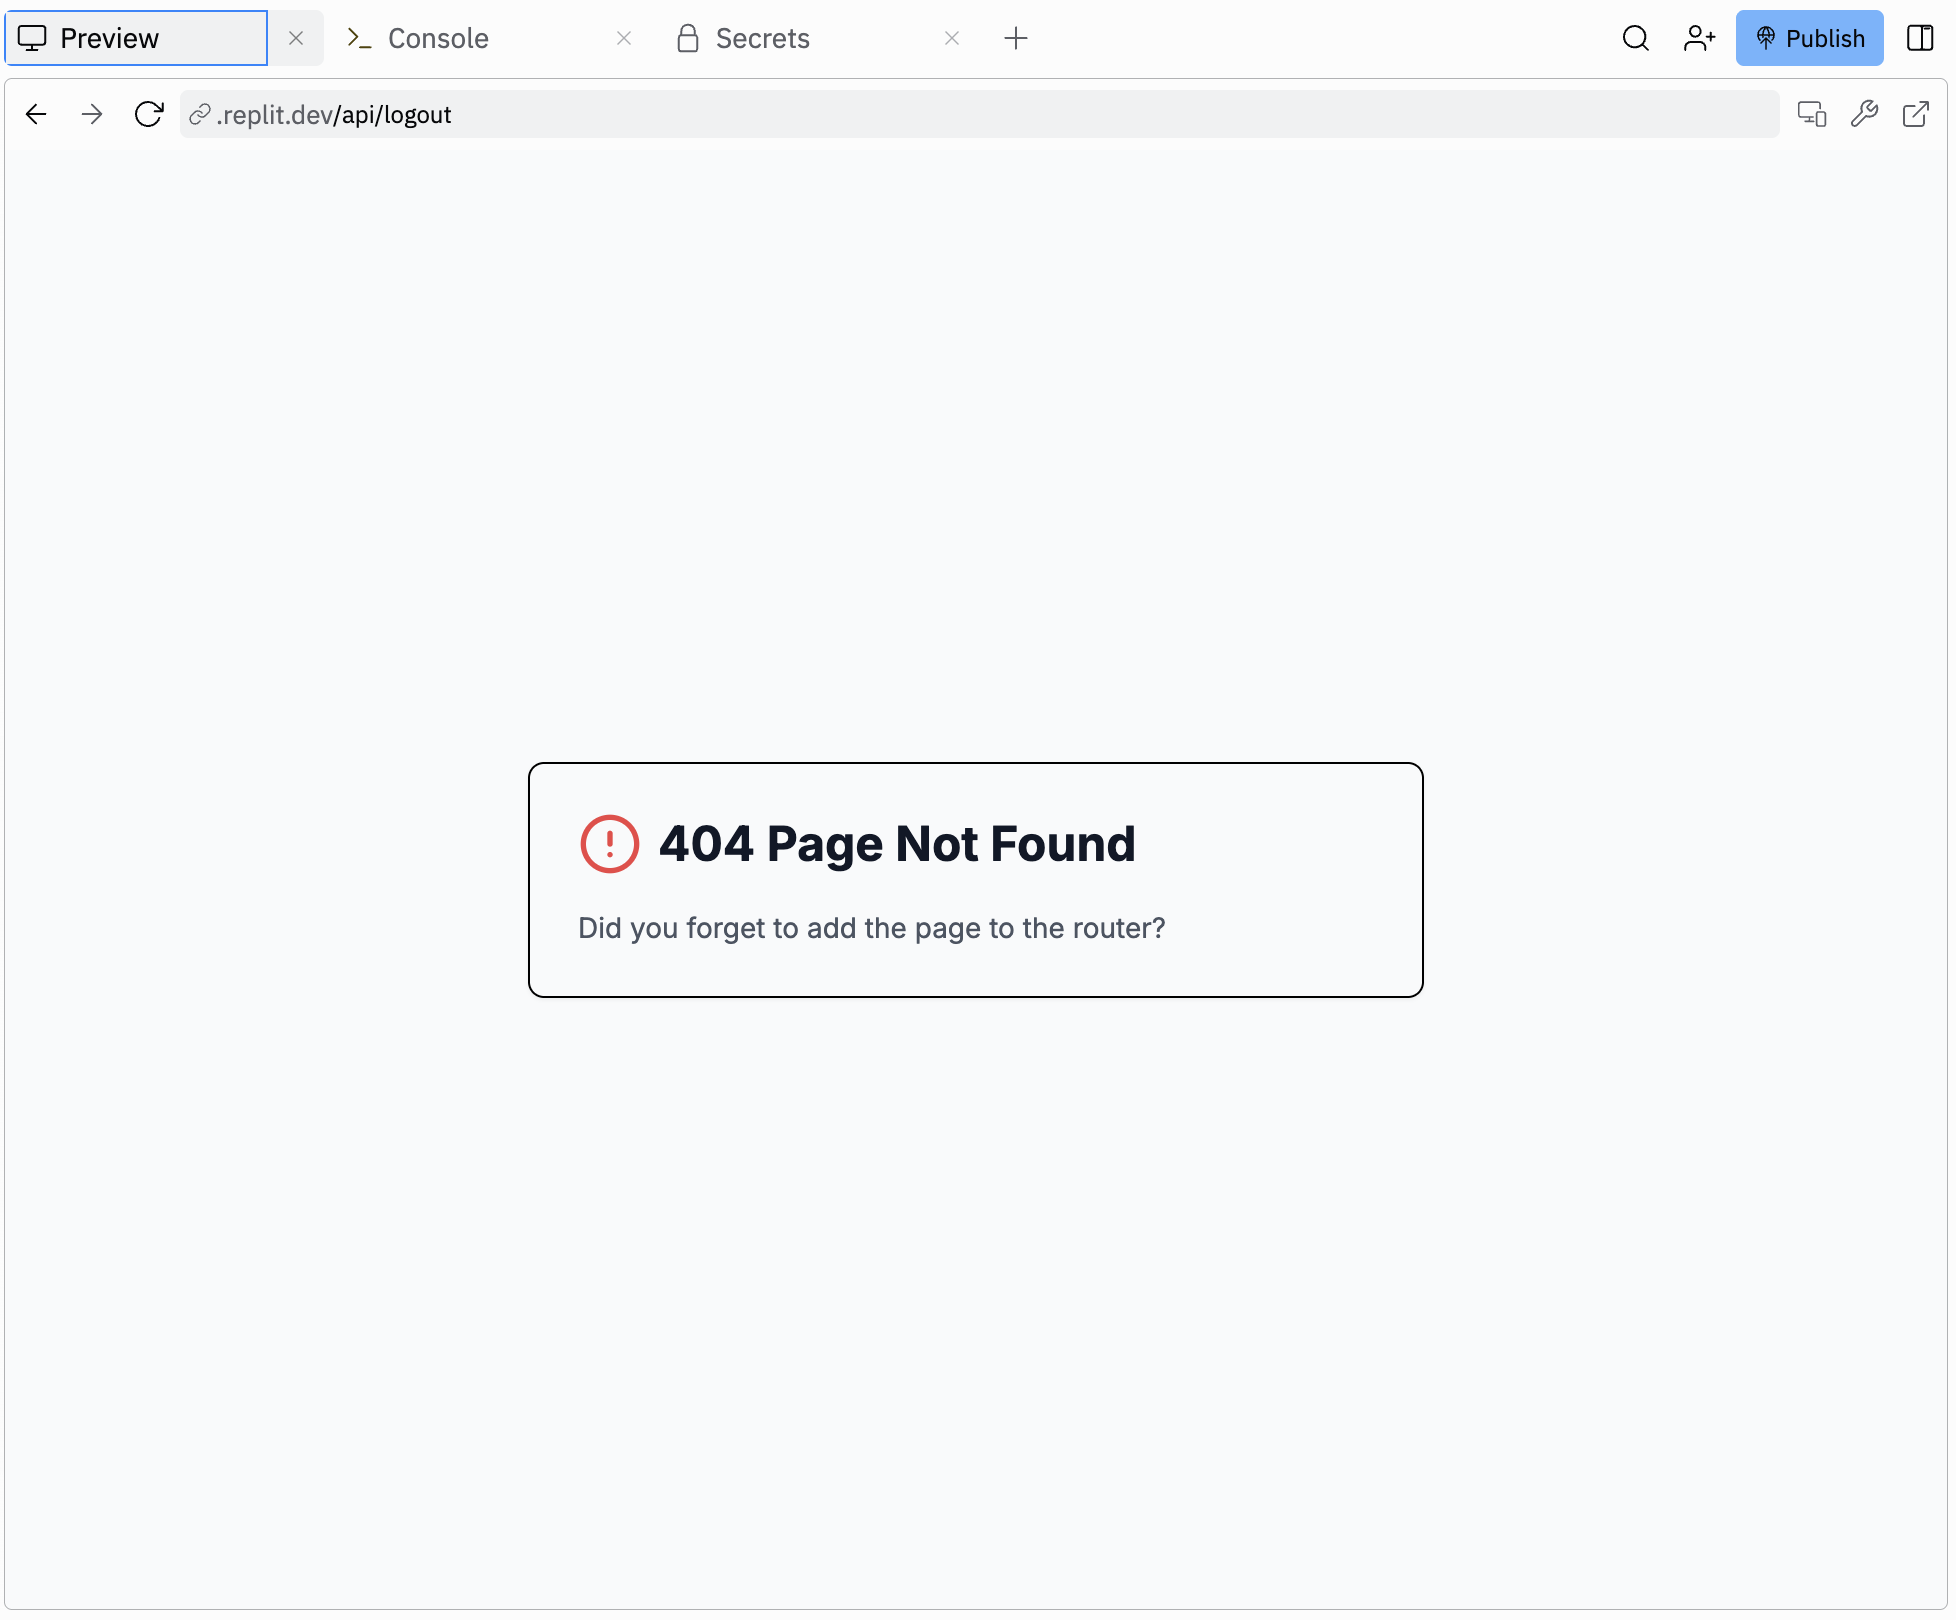 Preview
Console
Secrets
Publish
.replit.dev/api/logout
404 Page Not Found
Did you forget to add the page to the router?